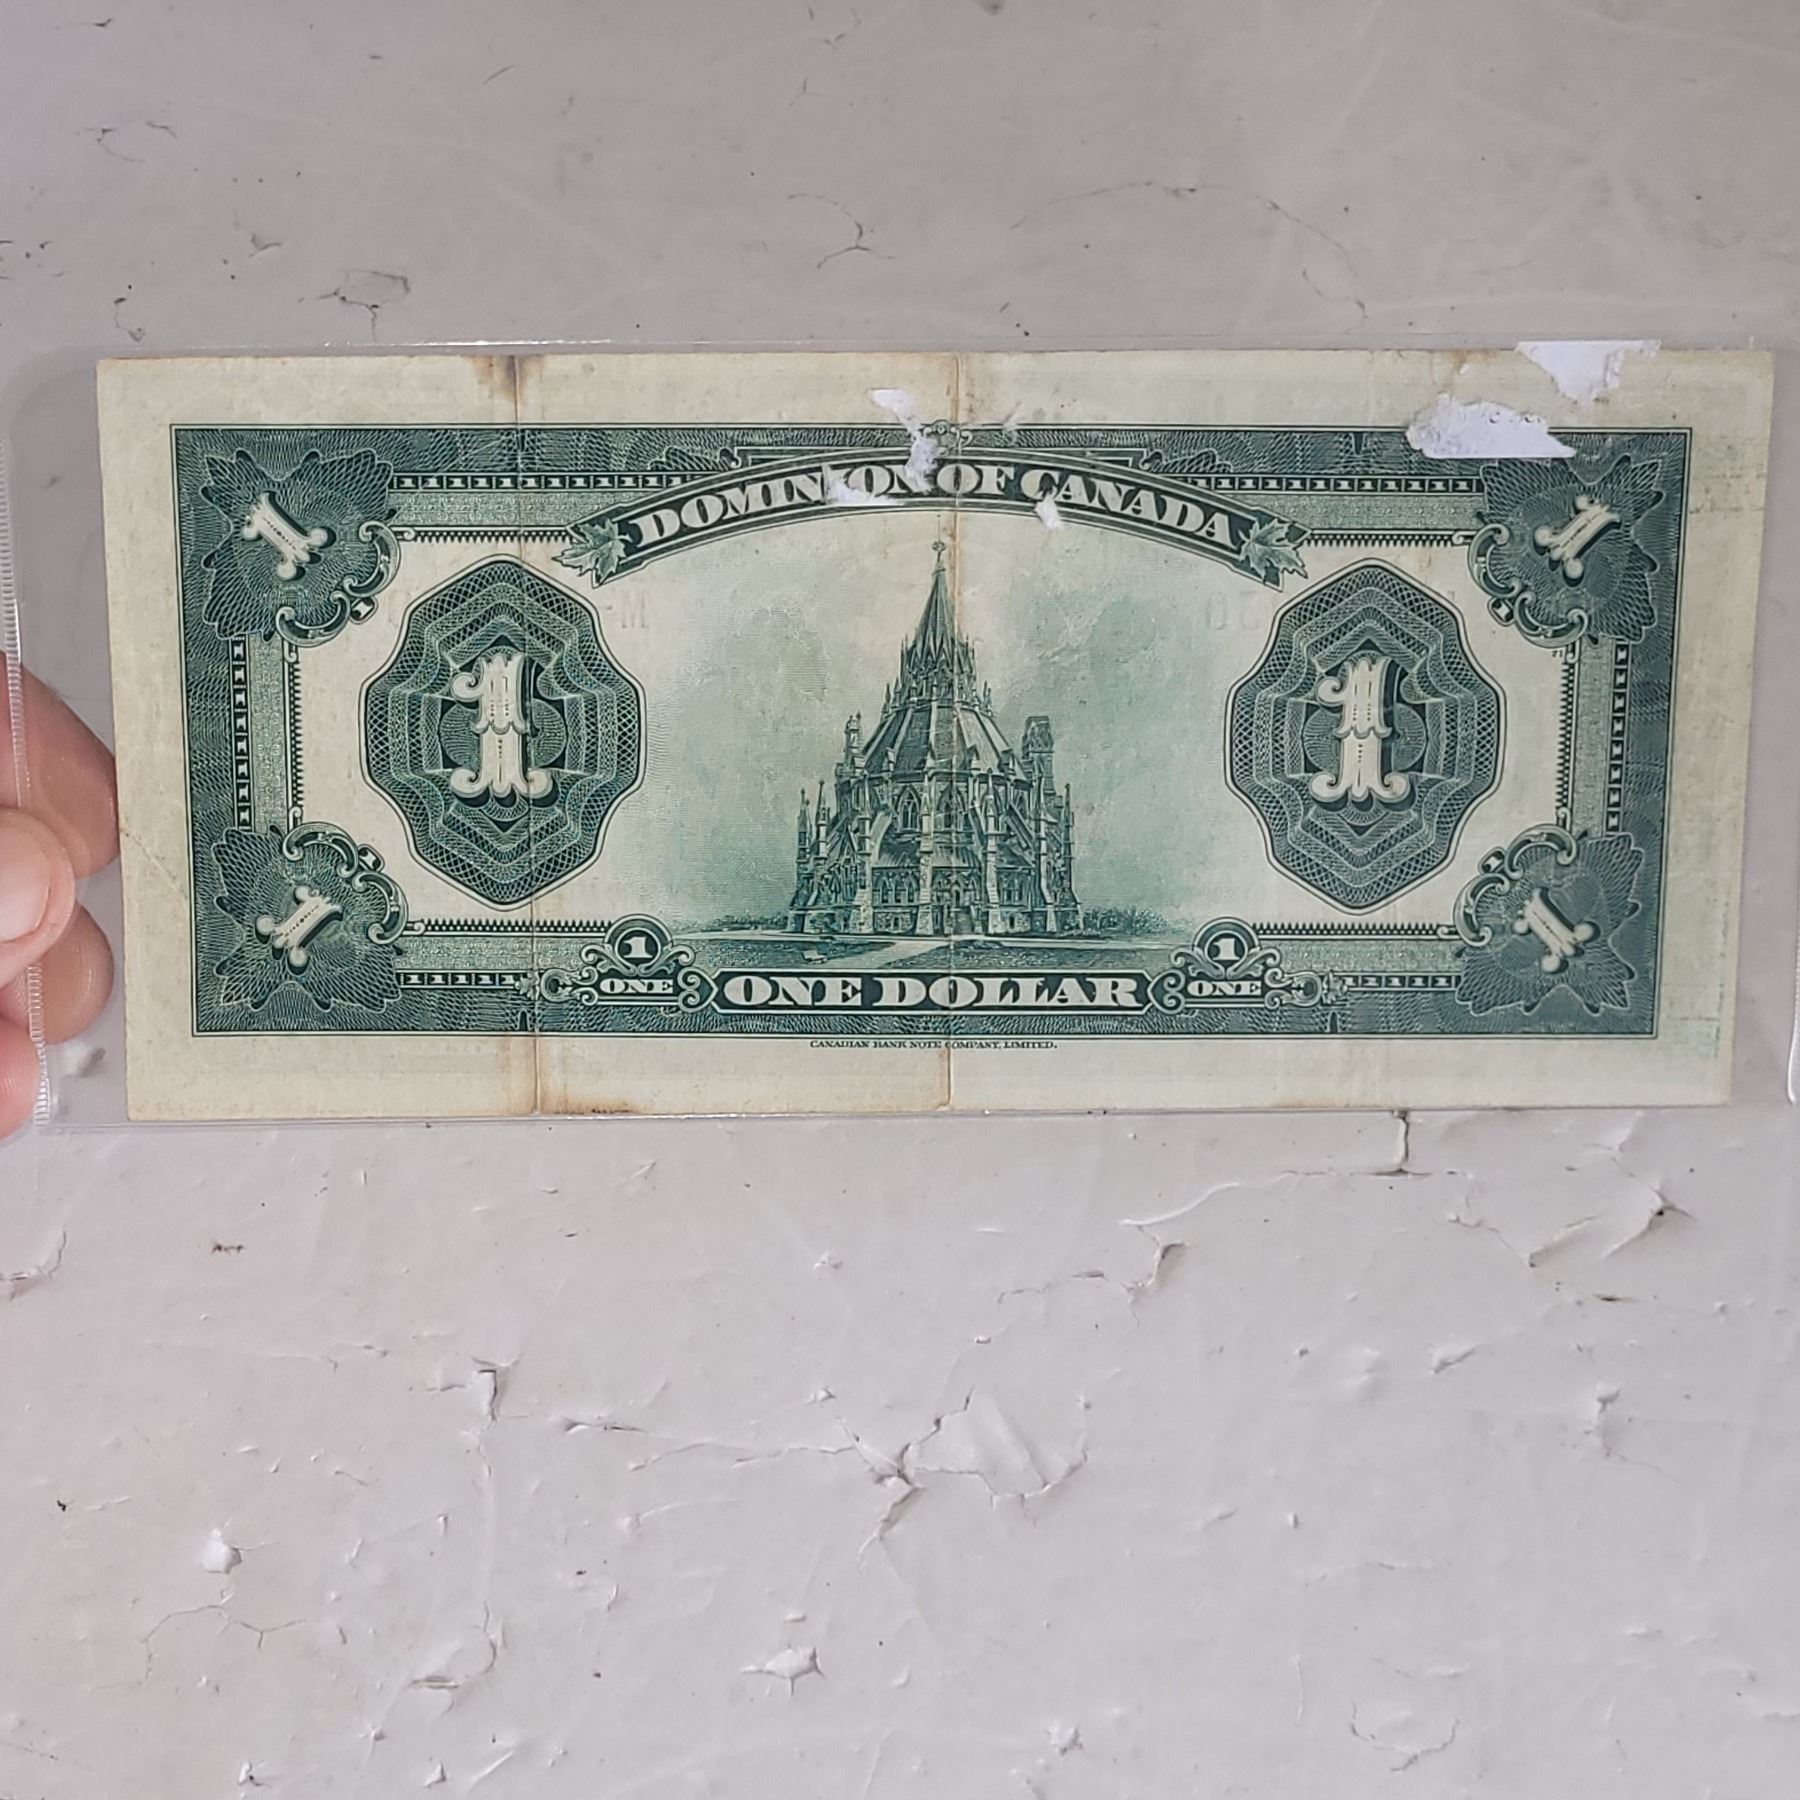 DOMINION OF CANADA
1 1
1 1
1 1
ONE ONE DOLLAR ONE
1 1
CANADIAN BANK NOTE COMPANY, LIMITED.